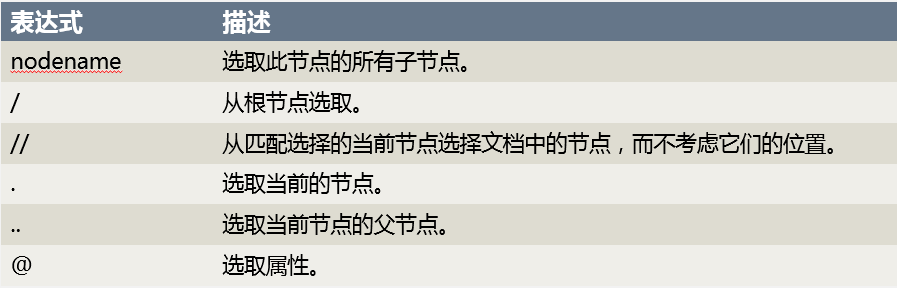 表达式 描述
nodename 选取此节点的所有子节点。
/ 从根节点选取。
// 从匹配选择的当前节点选择文档中的节点，而不考虑它们的位置。
. 选取当前的节点。
.. 选取当前节点的父节点。
@ 选取属性。